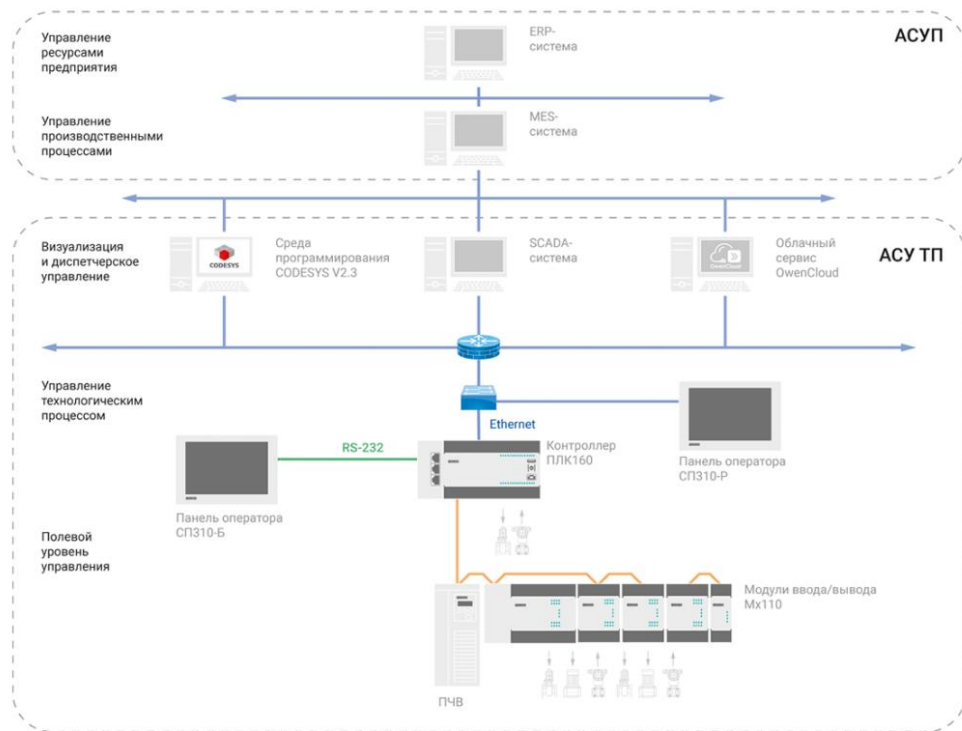 Управление
ресурсами
предприятия
ERP-
система
АСУП
Управление
производственными
процессами
MES-
система
Визуализация
и диспетчерское
управление
CODESYS
Среда
программирования
CODESYS V2.3
SCADA-
система
OwenCloud
Облачный
сервис
OwenCloud
АСУ ТП
Управление
технологическим
процессом
Ethernet
RS-232
Контроллер
ПЛК160
Панель оператора
СП310-Р
Панель оператора
СП310-Б
Полевой
уровень
управления
Модули ввода/вывода
Мх110
ПЧВ